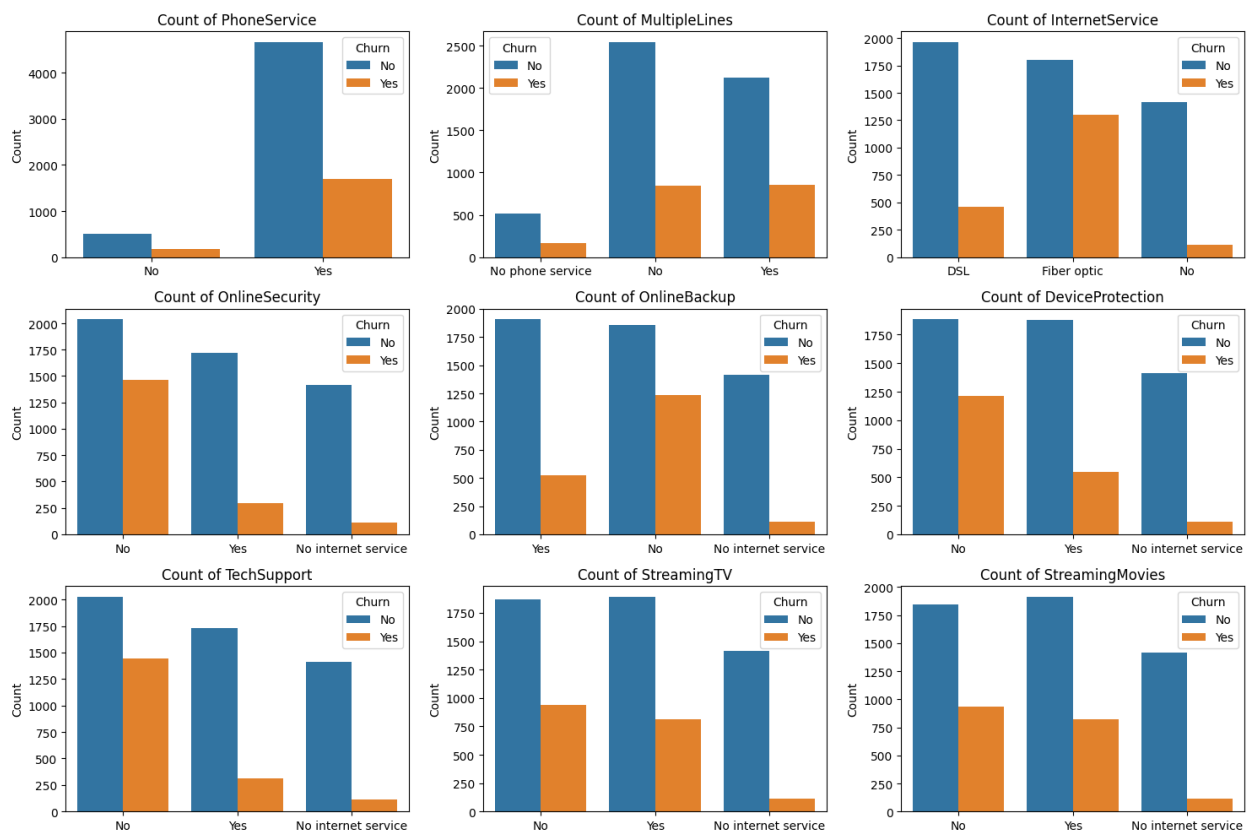 Count of PhoneService
Churn
No
Yes
4000
3000
2000
1000
0
Count
No
Yes
Count of MultipleLines
Churn
No
Yes
2500
2000
1500
1000
500
0
Count
No phone service
No
Yes
Count of InternetService
Churn
No
Yes
2000
1750
1500
1250
1000
750
500
250
0
Count
DSL
Fiber optic
No
Count of OnlineSecurity
Churn
No
Yes
2000
1750
1500
1250
1000
750
500
250
0
Count
No
Yes
No internet service
Count of OnlineBackup
Churn
No
Yes
2000
1750
1500
1250
1000
750
500
250
0
Count
Yes
No
No internet service
Count of DeviceProtection
Churn
No
Yes
1750
1500
1250
1000
750
500
250
0
Count
No
Yes
No internet service
Count of TechSupport
Churn
No
Yes
2000
1750
1500
1250
1000
750
500
250
0
Count
No
Yes
No internet service
Count of StreamingTV
Churn
No
Yes
1750
1500
1250
1000
750
500
250
0
Count
No
Yes
No internet service
Count of StreamingMovies
Churn
No
Yes
2000
1750
1500
1250
1000
750
500
250
0
Count
No
Yes
No internet service